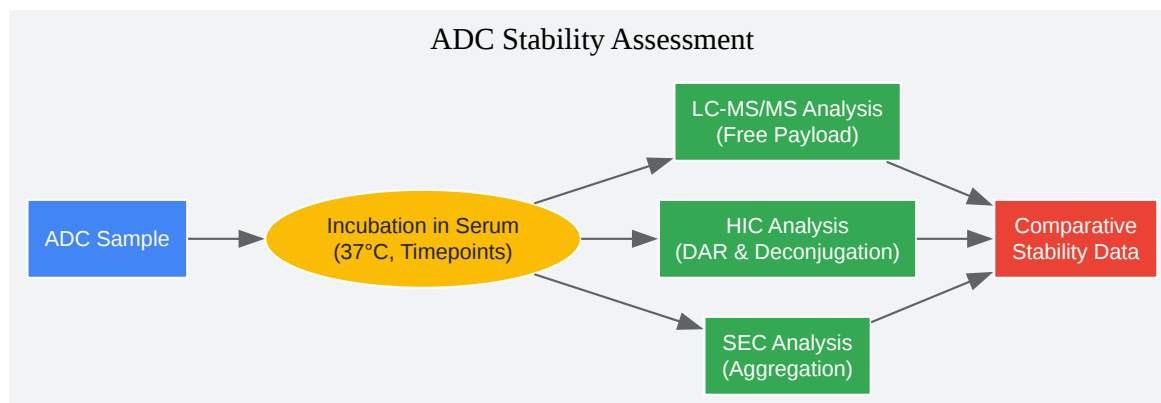 ADC Stability Assessment
ADC Sample
Incubation in Serum
(37°C, Timepoints)
LC-MS/MS Analysis
(Free Payload)
HIC Analysis
(DAR & Deconjugation)
SEC Analysis
(Aggregation)
Comparative
Stability Data